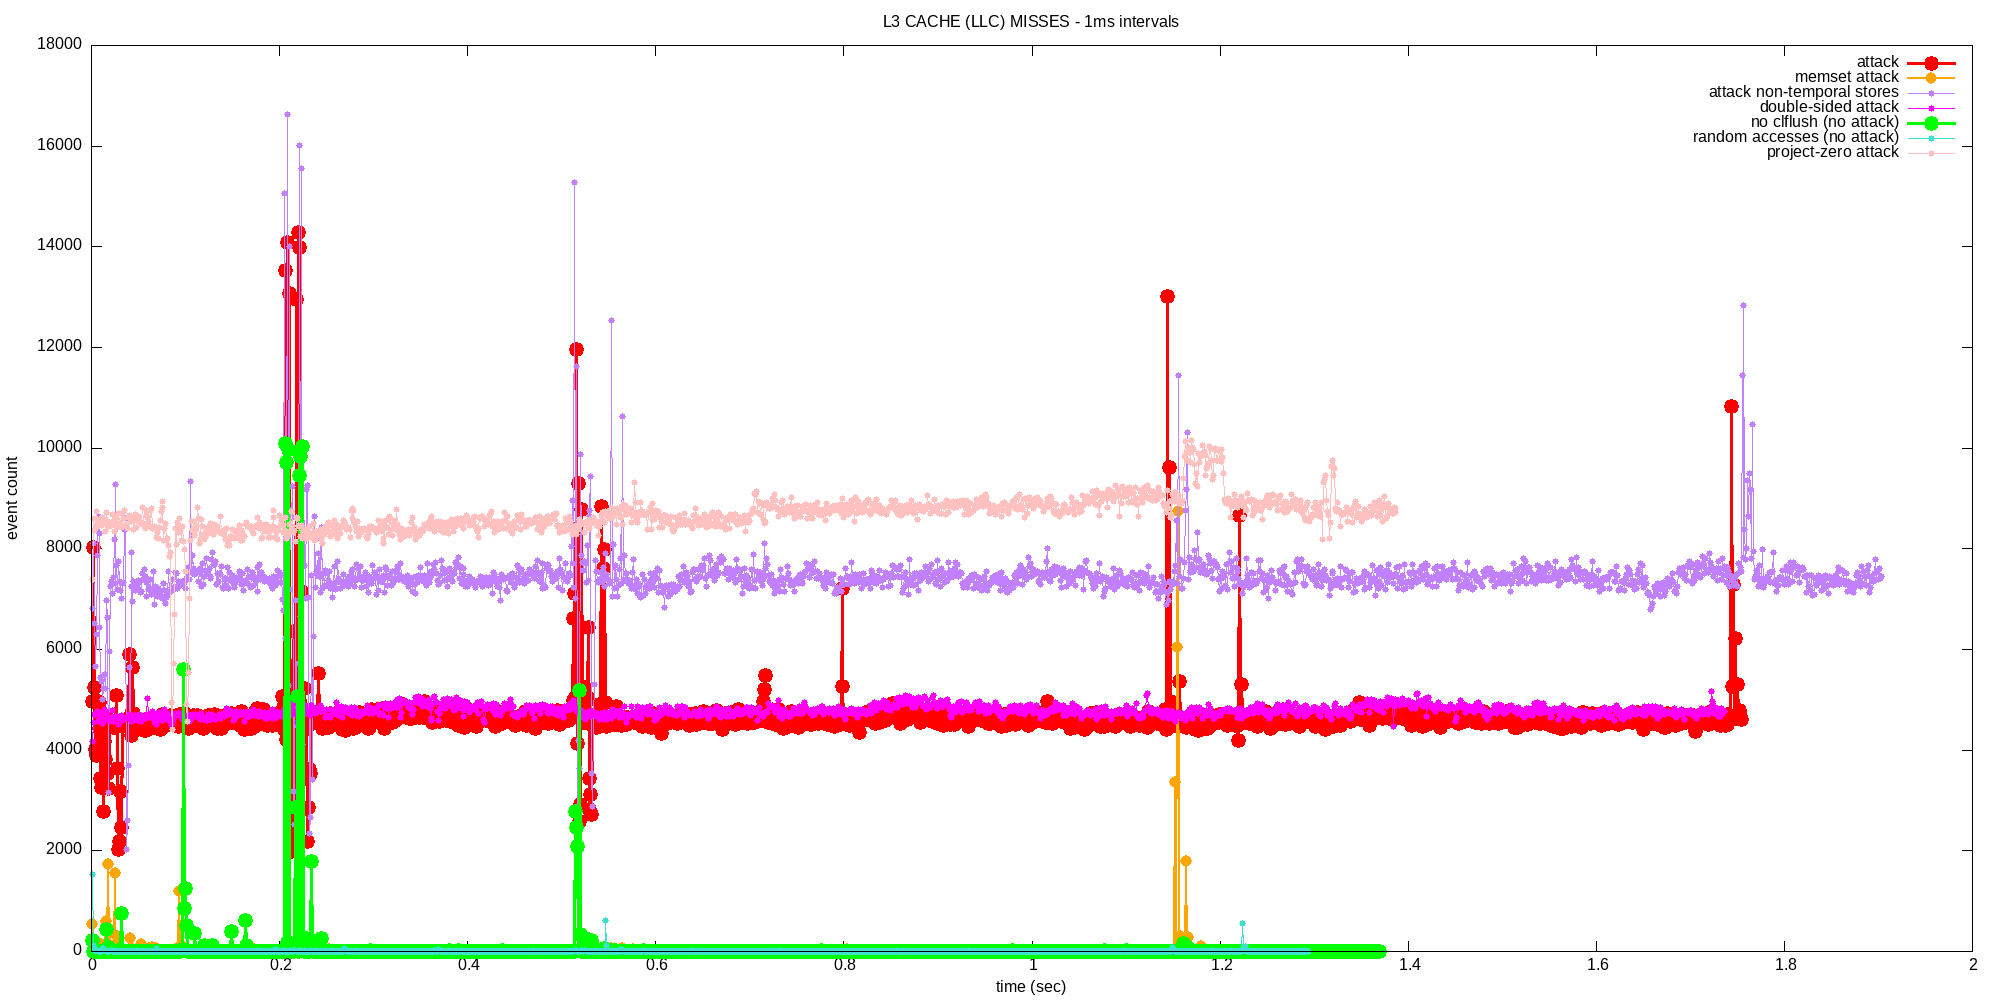 L3 CACHE (LLC) MISSES - 1ms intervals
18000
16000
14000
12000
10000
8000
6000
4000
2000
0
event count
attack
memset attack
attack non-temporal stores
double-sided attack
no clflush (no attack)
random accesses (no attack)
project-zero attack
0
0.2
0.4
0.6
0.8
1
1.2
1.4
1.6
1.8
2
time (sec)